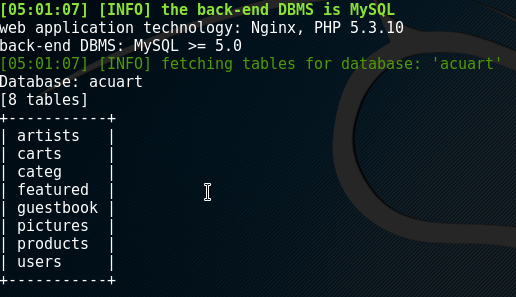 [05:01:07] [INFO] the back-end DBMS is MySQL
web application technology: Nginx, PHP 5.3.10
back-end DBMS: MySQL >= 5.0
[05:01:07] [INFO] fetching tables for database: 'acuart'
Database: acuart
[8 tables]
+-----------+
| artists   |
| carts     |
| categ     |
| featured  |
| guestbook |
| pictures  |
| products  |
| users     |
+-----------+